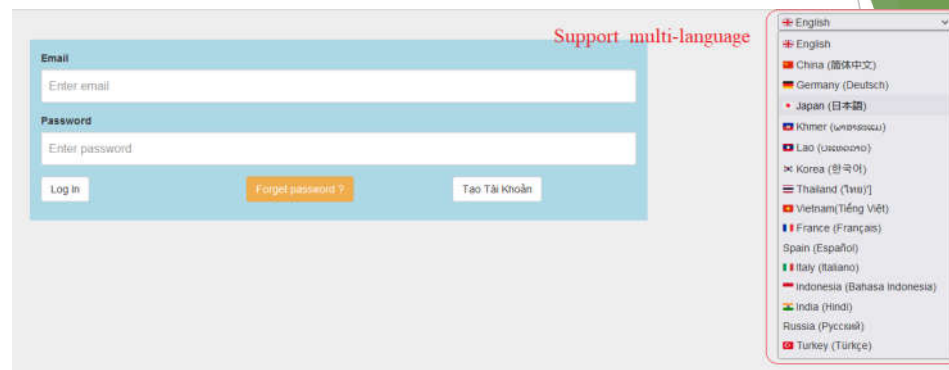 Support multi-language
Email
Enter email
Password
Enter password
Log in
Forget password ?
Tạo Tài Khoản
English
English
China (简体中文)
Germany (Deutsch)
Japan (日本語)
Khmer
Lao
Korea (한국어)
Thailand (ไทย)']
Vietnam(Tiếng Việt)
France (Français)
Spain (Español)
Italy (Italiano)
Indonesia (Bahasa Indonesia)
India (Hindi)
Russia (Русский)
Turkey (Türkçe)